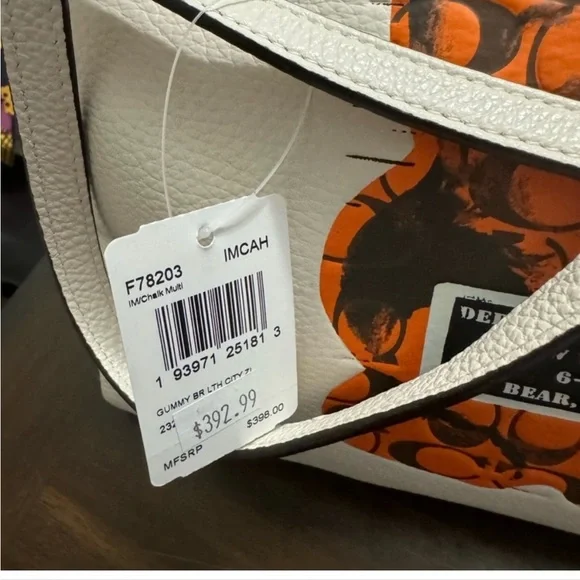 IMCAH
F78203
IM/Chalk Multi
1 93971 25181 3
GUMMY BR LTH CITY
$392.99
$398.00
MFSRP
6-
BEAR,